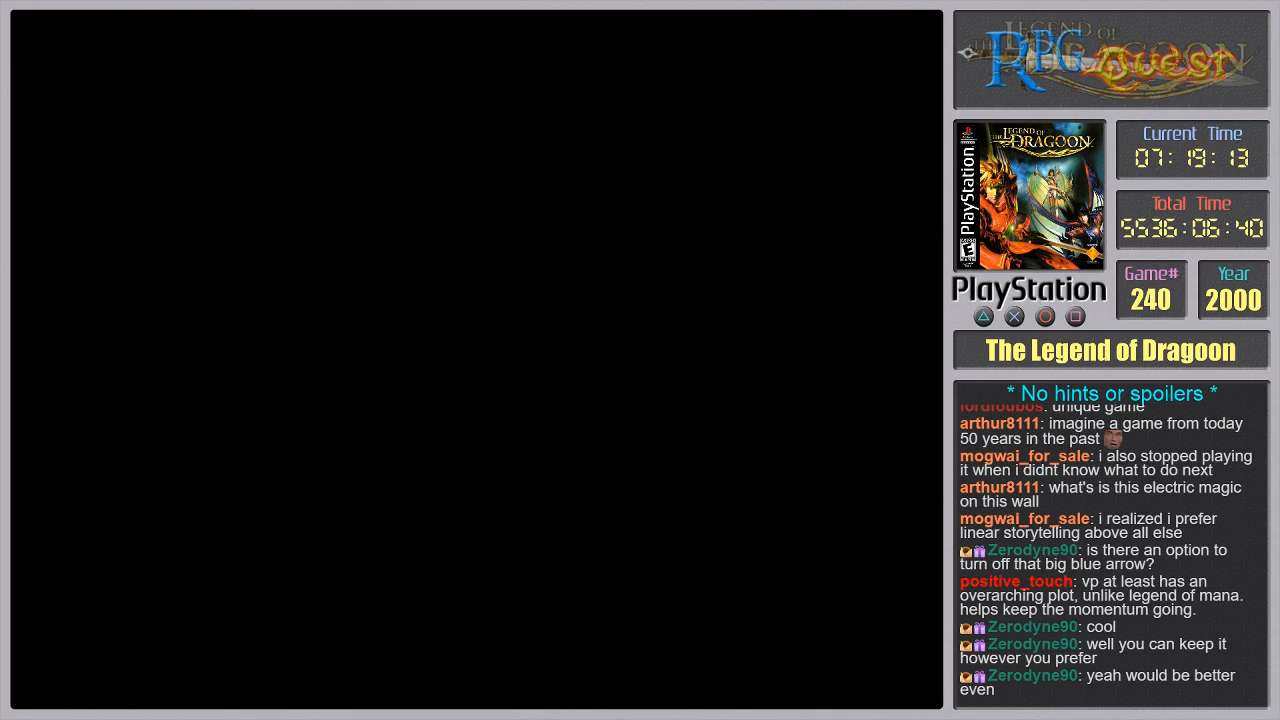 THE LEGEND OF DRAGOON
RPG Quest
THE LEGEND OF DRAGOON
PlayStation
E
Current Time
07:19:13
Total Time
5536:06:40
PlayStation
Game#
240
Year
2000
The Legend of Dragoon
* No hints or spoilers *
lordfoubos: unique game
arthur8111: imagine a game from today
50 years in the past
mogwai_for_sale: i also stopped playing
it when i didnt know what to do next
arthur8111: what's is this electric magic
on this wall
mogwai_for_sale: i realized i prefer
linear storytelling above all else
Zerodyne90: is there an option to
turn off that big blue arrow?
positive_touch: vp at least has an
overarching plot, unlike legend of mana.
helps keep the momentum going.
Zerodyne90: cool
Zerodyne90: well you can keep it
however you prefer
Zerodyne90: yeah would be better
even